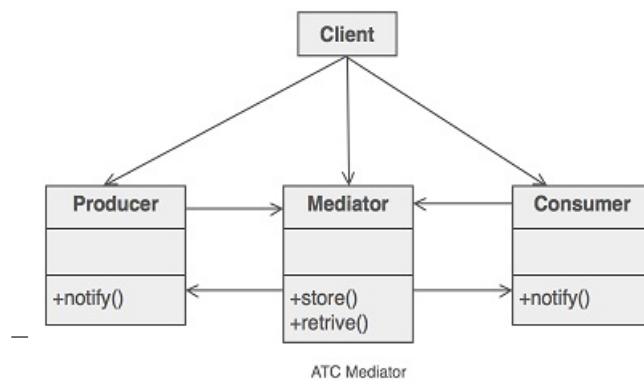 Client
Producer
Mediator
Consumer
+notify()
+store()
+retrive()
+notify()
ATC Mediator